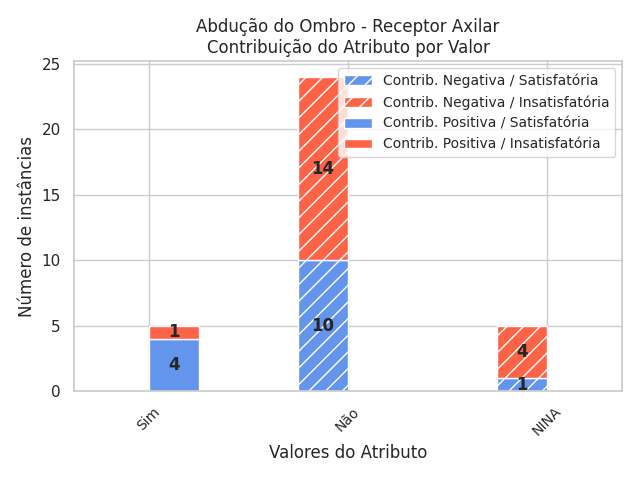 Abdução do Ombro - Receptor Axilar
Contribuição do Atributo por Valor
Contrib. Negativa / Satisfatória
Contrib. Negativa / Insatisfatória
Contrib. Positiva / Satisfatória
Contrib. Positiva / Insatisfatória
Número de instâncias
25
20
15
10
5
0
14
10
1
4
4
1
Sim
Não
NINA
Valores do Atributo